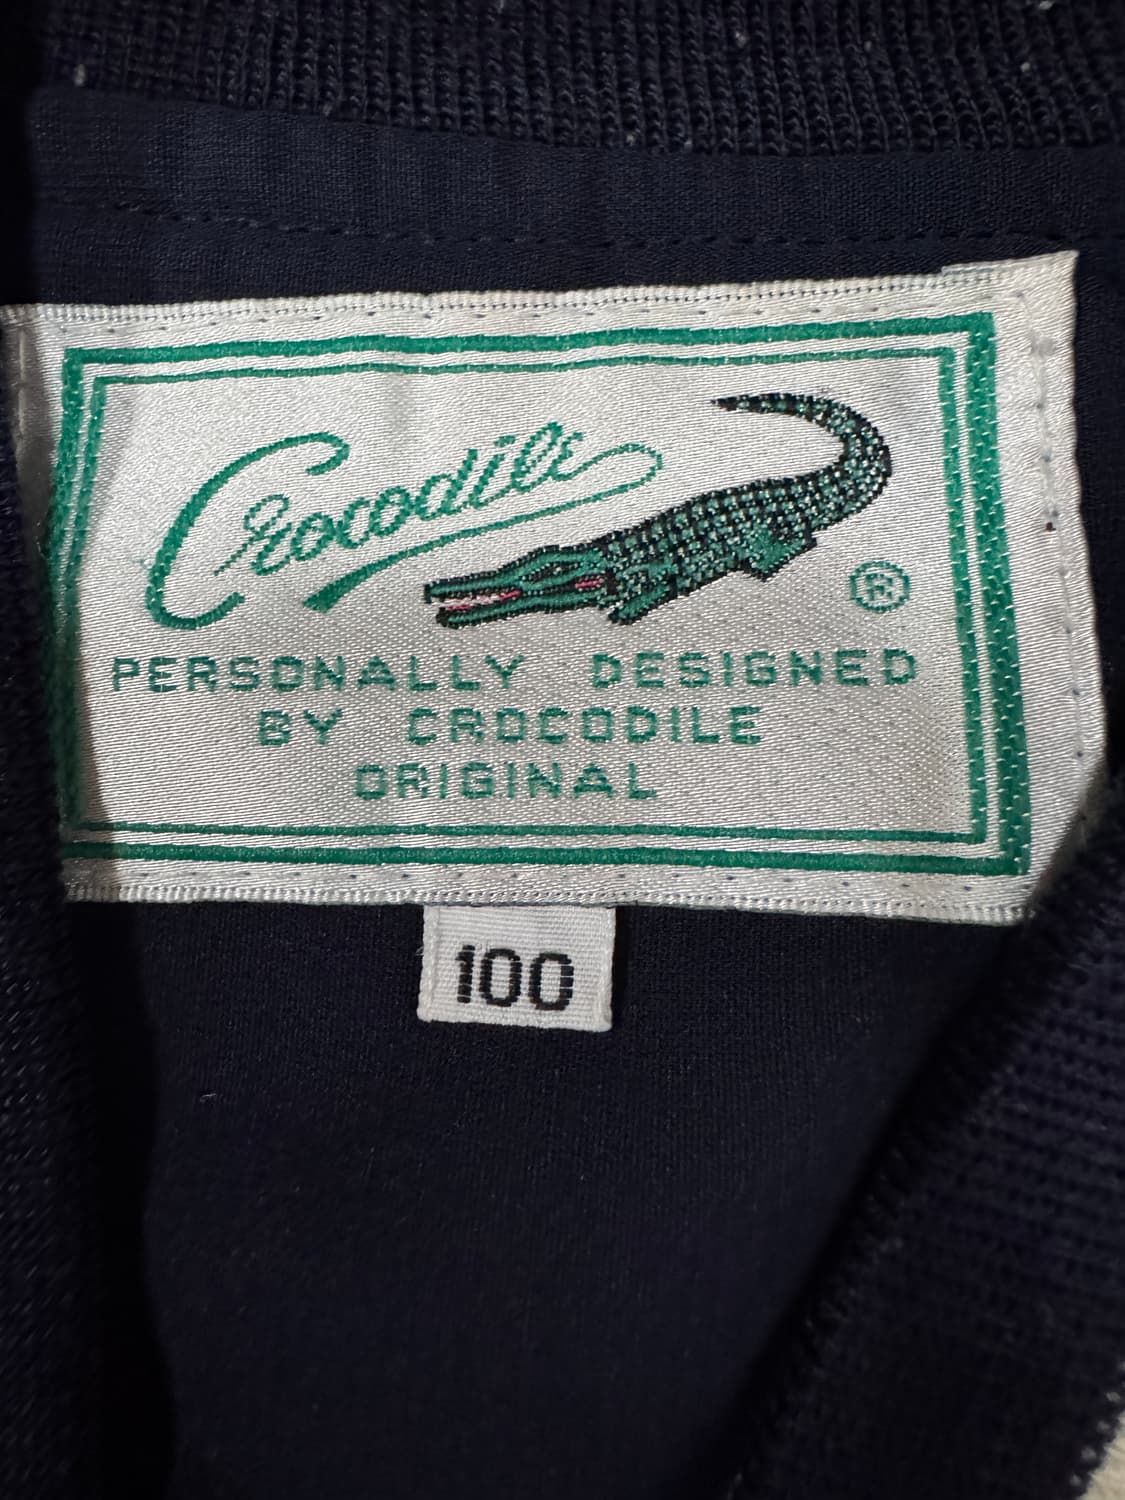 Crocodile
®
PERSONALLY DESIGNED
BY CROCODILE
ORIGINAL
100